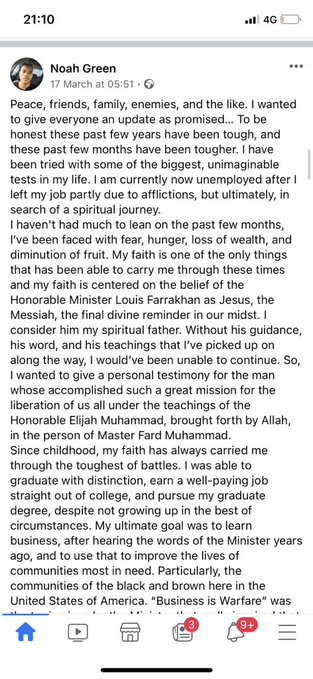 21:10
4G
Noah Green
17 March at 05:51 ·
Peace, friends, family, enemies, and the like. I wanted
to give everyone an update as promised... To be
honest these past few years have been tough, and
these past few months have been tougher. I have
been tried with some of the biggest, unimaginable
tests in my life. I am currently now unemployed after I
left my job partly due to afflictions, but ultimately, in
search of a spiritual journey.
I haven't had much to lean on the past few months,
I've been faced with fear, hunger, loss of wealth, and
diminution of fruit. My faith is one of the only things
that has been able to carry me through these times
and my faith is centered on the belief of the
Honorable Minister Louis Farrakhan as Jesus, the
Messiah, the final divine reminder in our midst. I
consider him my spiritual father. Without his guidance,
his word, and his teachings that I've picked up on
along the way, I would've been unable to continue. So,
I wanted to give a personal testimony for the man
whose accomplished such a great mission for the
liberation of us all under the teachings of the
Honorable Elijah Muhammad, brought forth by Allah,
in the person of Master Fard Muhammad.
Since childhood, my faith has always carried me
through the toughest of battles. I was able to
graduate with distinction, earn a well-paying job
straight out of college, and pursue my graduate
degree, despite not growing up in the best of
circumstances. My ultimate goal was to learn
business, after hearing the words of the Minister years
ago, and to use that to improve the lives of
communities most in need. Particularly, the
communities of the black and brown here in the
United States of America. "Business is Warfare" was
3
9+